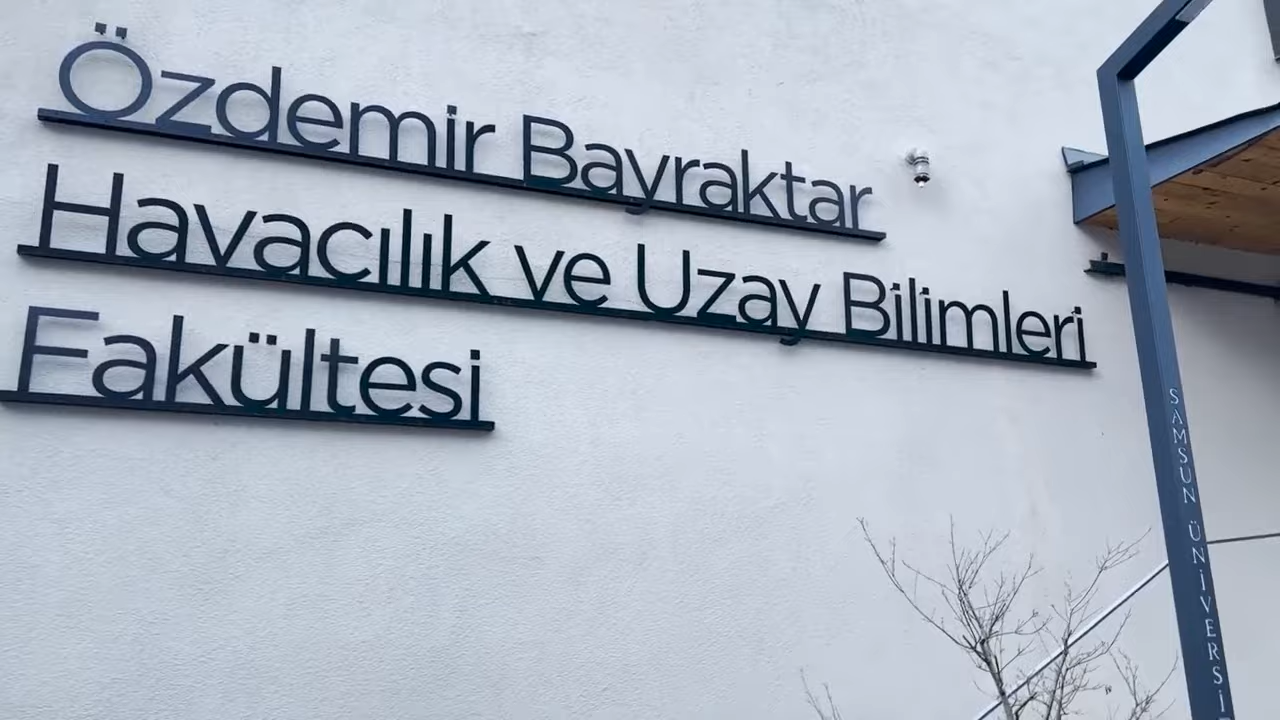 Özdemir Bayraktar
Havacılık ve Uzay Bilimleri
Fakültesi
SAMSUN ÜNİVERSİ